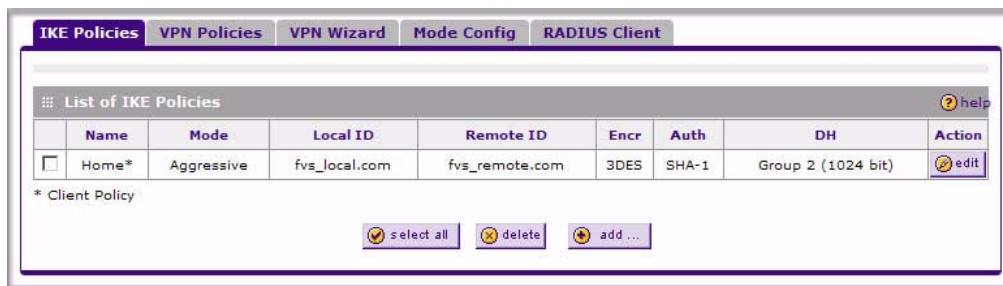 IKE Policies VPN Policies VPN Wizard Mode Config RADIUS Client
List of IKE Policies help
Name Mode Local ID Remote ID Encr Auth DH Action
Home* Aggressive fvs_local.com fvs_remote.com 3DES SHA-1 Group 2 (1024 bit) edit
* Client Policy
select all delete add ...